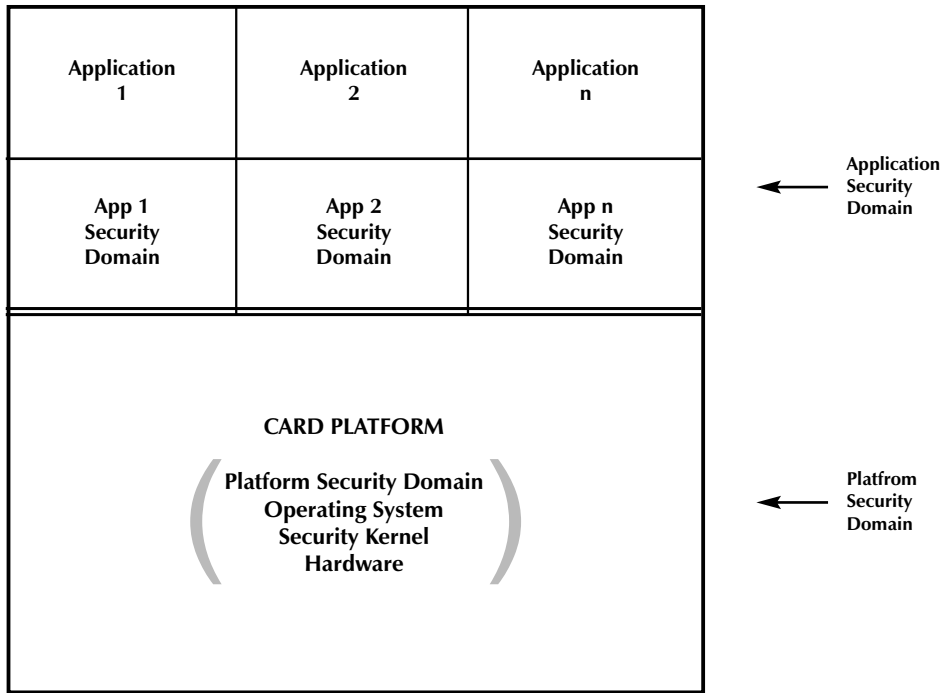 Application
1
Application
2
Application
n
App 1
Security
Domain
App 2
Security
Domain
App n
Security
Domain
Application
Security
Domain
CARD PLATFORM
( Platform Security Domain
Operating System
Security Kernel
Hardware )
Platfrom
Security
Domain